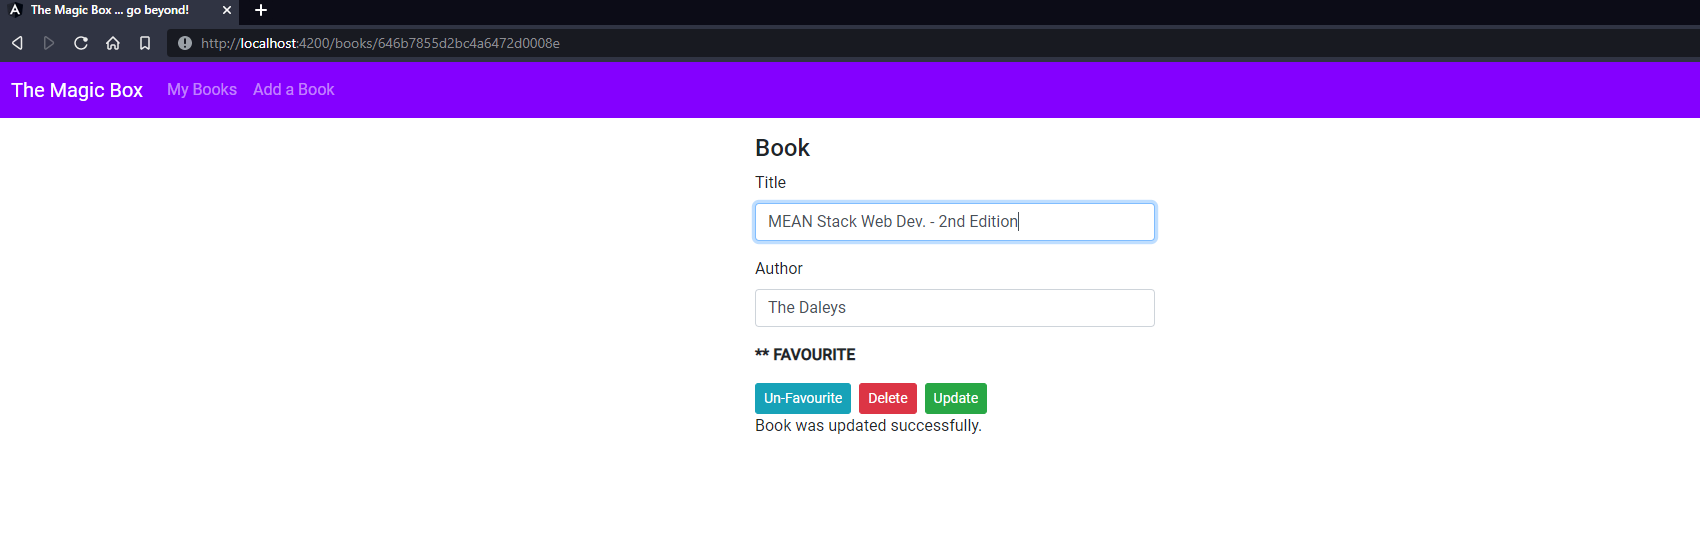 The Magic Box ... go beyond!
http://localhost:4200/books/646b7855d2bc4a6472d0008e
The Magic Box My Books Add a Book
Book
Title
MEAN Stack Web Dev. - 2nd Edition
Author
The Daleys
** FAVOURITE
Un-Favourite Delete Update
Book was updated successfully.